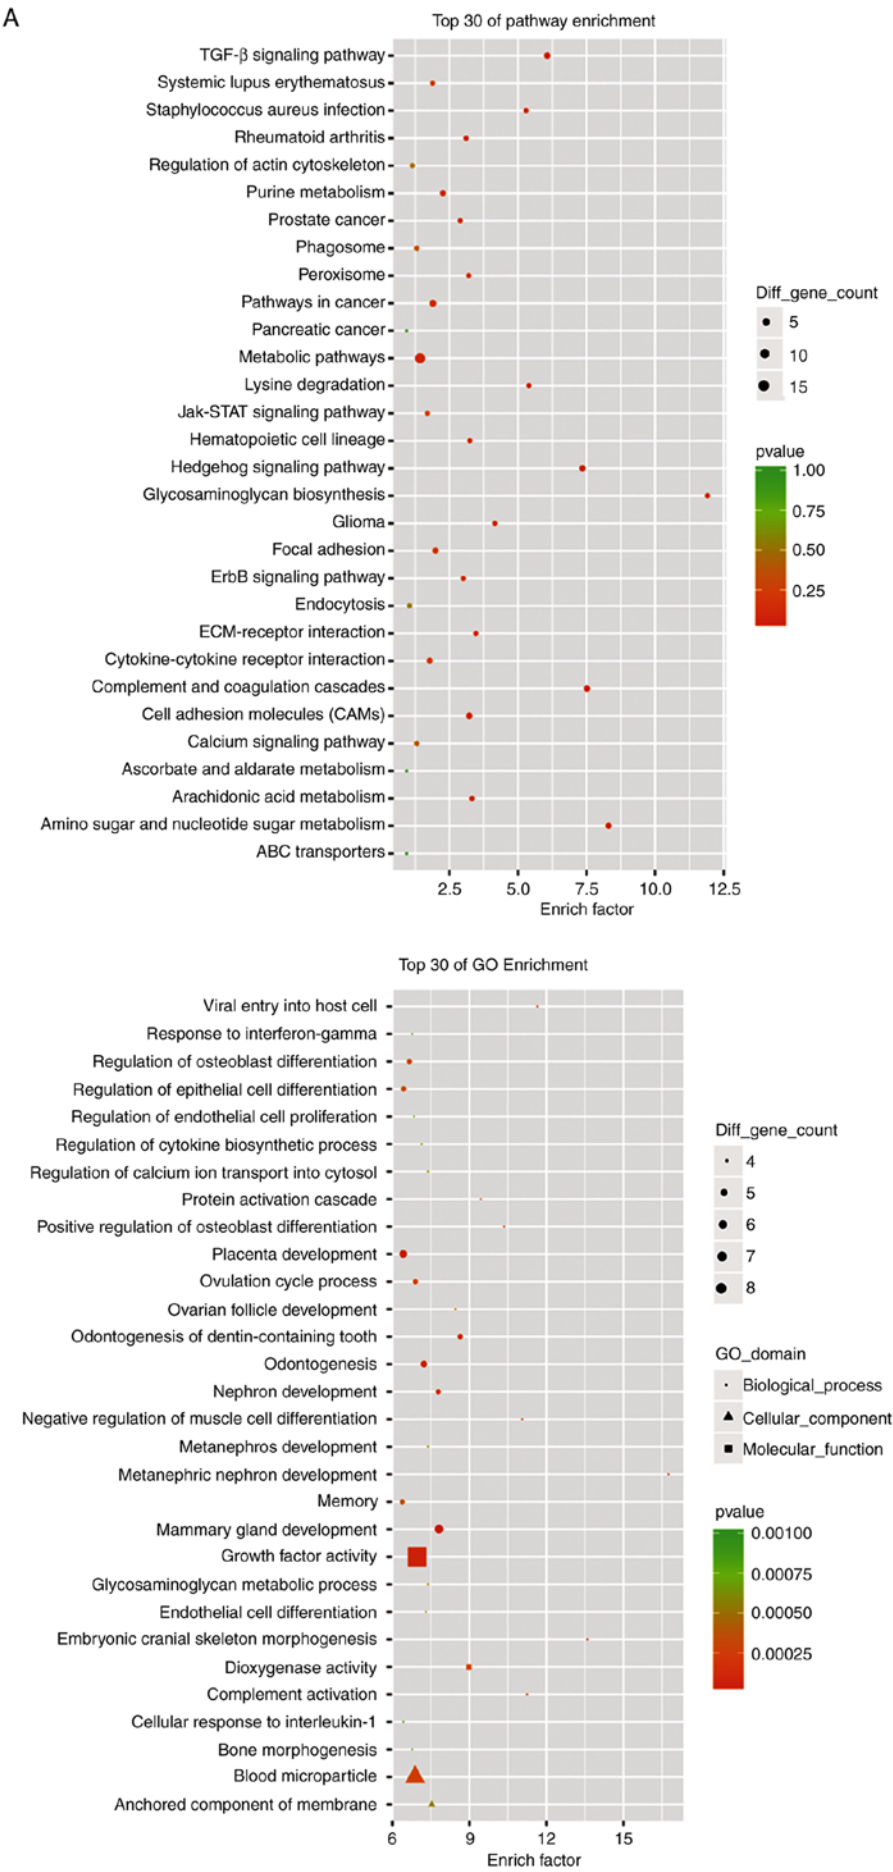 A
Top 30 of pathway enrichment
TGF-β signaling pathway
Systemic lupus erythematosus
Staphylococcus aureus infection
Rheumatoid arthritis
Regulation of actin cytoskeleton
Purine metabolism
Prostate cancer
Phagosome
Peroxisome
Pathways in cancer
Pancreatic cancer
Metabolic pathways
Lysine degradation
Jak-STAT signaling pathway
Hematopoietic cell lineage
Hedgehog signaling pathway
Glycosaminoglycan biosynthesis
Glioma
Focal adhesion
ErbB signaling pathway
Endocytosis
ECM-receptor interaction
Cytokine-cytokine receptor interaction
Complement and coagulation cascades
Cell adhesion molecules (CAMs)
Calcium signaling pathway
Ascorbate and aldarate metabolism
Arachidonic acid metabolism
Amino sugar and nucleotide sugar metabolism
ABC transporters
2.5 5.0 7.5 10.0 12.5
Enrich factor
Diff_gene_count
5
10
15
pvalue
1.00
0.75
0.50
0.25
Top 30 of GO Enrichment
Viral entry into host cell
Response to interferon-gamma
Regulation of osteoblast differentiation
Regulation of epithelial cell differentiation
Regulation of endothelial cell proliferation
Regulation of cytokine biosynthetic process
Regulation of calcium ion transport into cytosol
Protein activation cascade
Positive regulation of osteoblast differentiation
Placenta development
Ovulation cycle process
Ovarian follicle development
Odontogenesis of dentin-containing tooth
Odontogenesis
Nephron development
Negative regulation of muscle cell differentiation
Metanephros development
Metanephric nephron development
Memory
Mammary gland development
Growth factor activity
Glycosaminoglycan metabolic process
Endothelial cell differentiation
Embryonic cranial skeleton morphogenesis
Dioxygenase activity
Complement activation
Cellular response to interleukin-1
Bone morphogenesis
Blood microparticle
Anchored component of membrane
6 9 12 15
Enrich factor
Diff_gene_count
4
5
6
7
8
GO_domain
Biological_process
Cellular_component
Molecular_function
pvalue
0.00100
0.00075
0.00050
0.00025